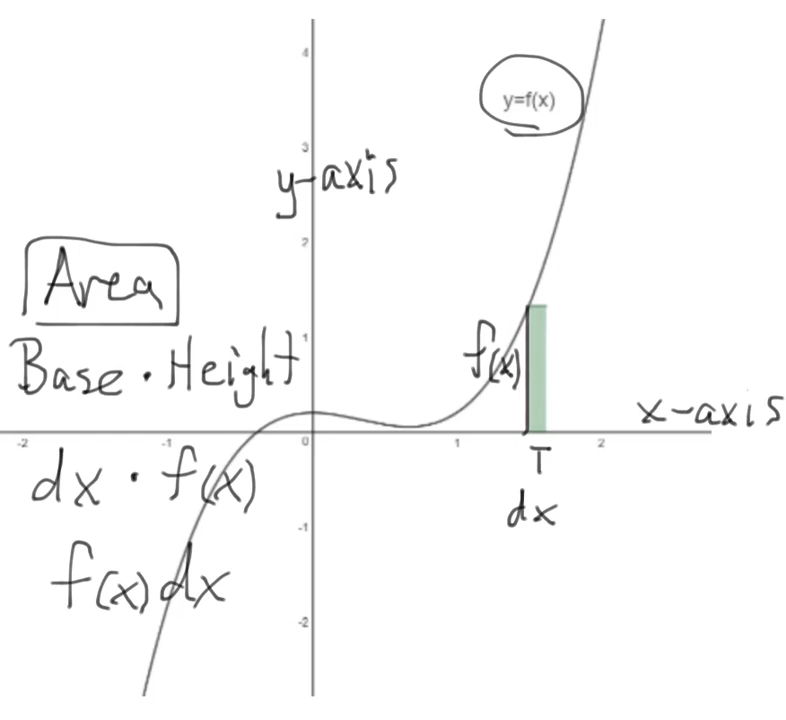 4
y=f(x)
3
y-axis
2
Area
1
Base · Height
f(x)
x-axis
-2
-1
0
1
2
dx · f(x)
dx
-1
f(x)dx
-2